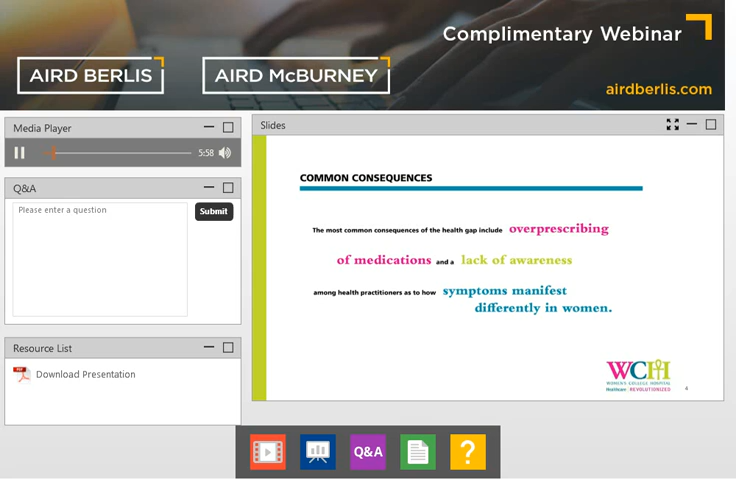 Complimentary Webinar
AIRD BERLIS
AIRD McBURNEY
airdberlis.com
Media Player
5:58
Q&A
Please enter a question
Submit
Resource List
PDF
Download Presentation
Slides
COMMON CONSEQUENCES
The most common consequences of the health gap include overprescribing
of medications and a lack of awareness
among health practitioners as to how symptoms manifest
differently in women.
WCH
WOMEN'S COLLEGE HOSPITAL
Healthcare | REVOLUTIONIZED
Q&A
?